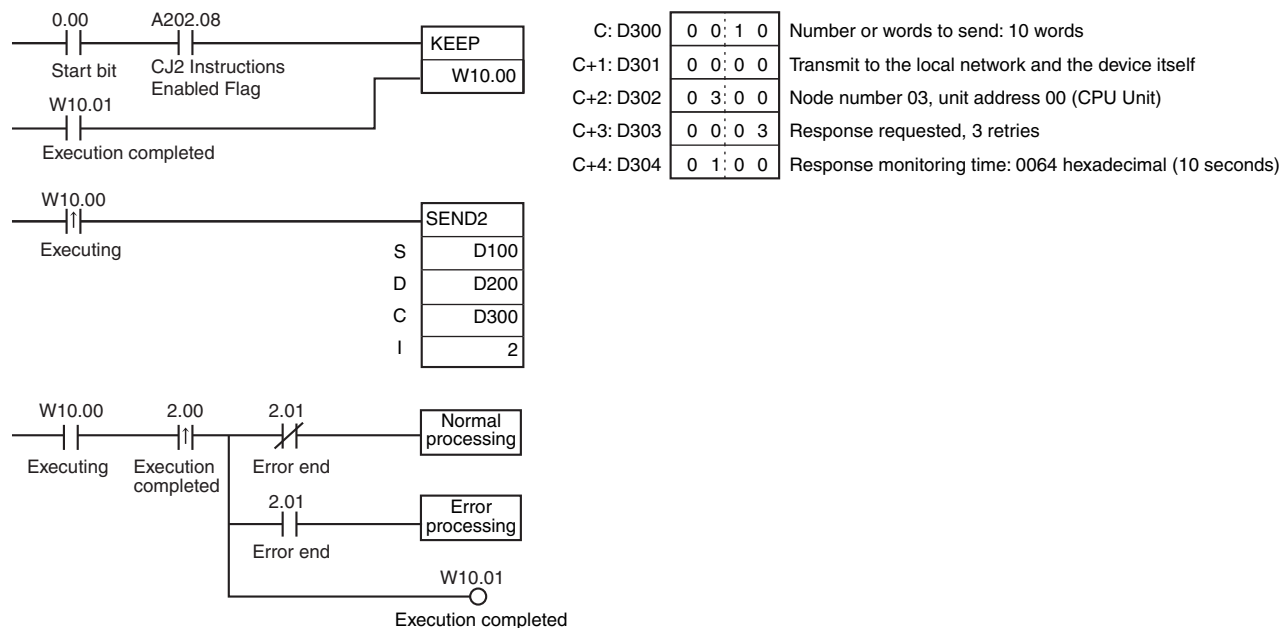 0.00 A202.08
KEEP
Start bit CJ2 Instructions
Enabled Flag
W10.00
W10.01
Execution completed
C: D300 0 0 1 0 Number or words to send: 10 words
C+1: D301 0 0 0 0 Transmit to the local network and the device itself
C+2: D302 0 3 0 0 Node number 03, unit address 00 (CPU Unit)
C+3: D303 0 0 0 3 Response requested, 3 retries
C+4: D304 0 1 0 0 Response monitoring time: 0064 hexadecimal (10 seconds)
W10.00
↑
Executing
SEND2
S D100
D D200
C D300
I 2
W10.00 2.00 2.01
↑
Executing Execution completed Error end
Normal
processing
2.01
Error end
Error
processing
W10.01
Execution completed